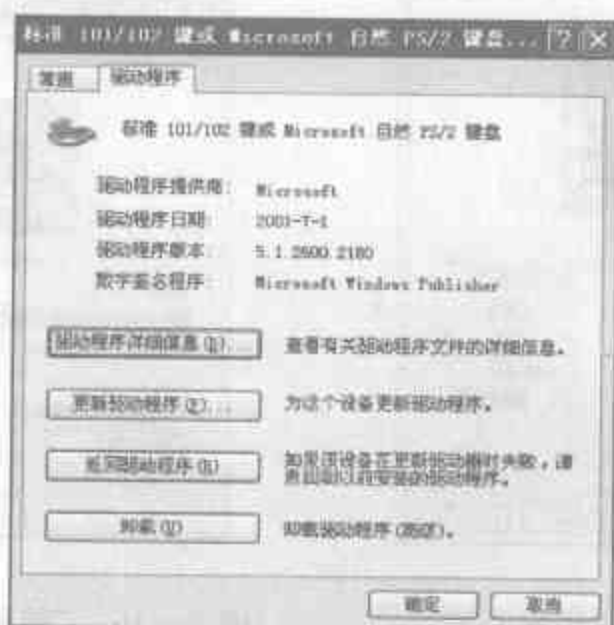 标准 101/102 键或 Microsoft 自然 PS/2 键盘...
常规 驱动程序
标准 101/102 键或 Microsoft 自然 PS/2 键盘
驱动程序提供商: Microsoft
驱动程序日期: 2001-7-1
驱动程序版本: 5.1.2600.2180
数字签名程序: Microsoft Windows Publisher
驱动程序详细信息(D)... 查看有关驱动程序文件的详细信息。
更新驱动程序(P)... 为这个设备更新驱动程序。
返回驱动程序(R) 如果该设备在更新驱动器时失败，请
返回到以前安装的驱动程序。
卸载(U) 卸载驱动程序(高级)。
确定 取消